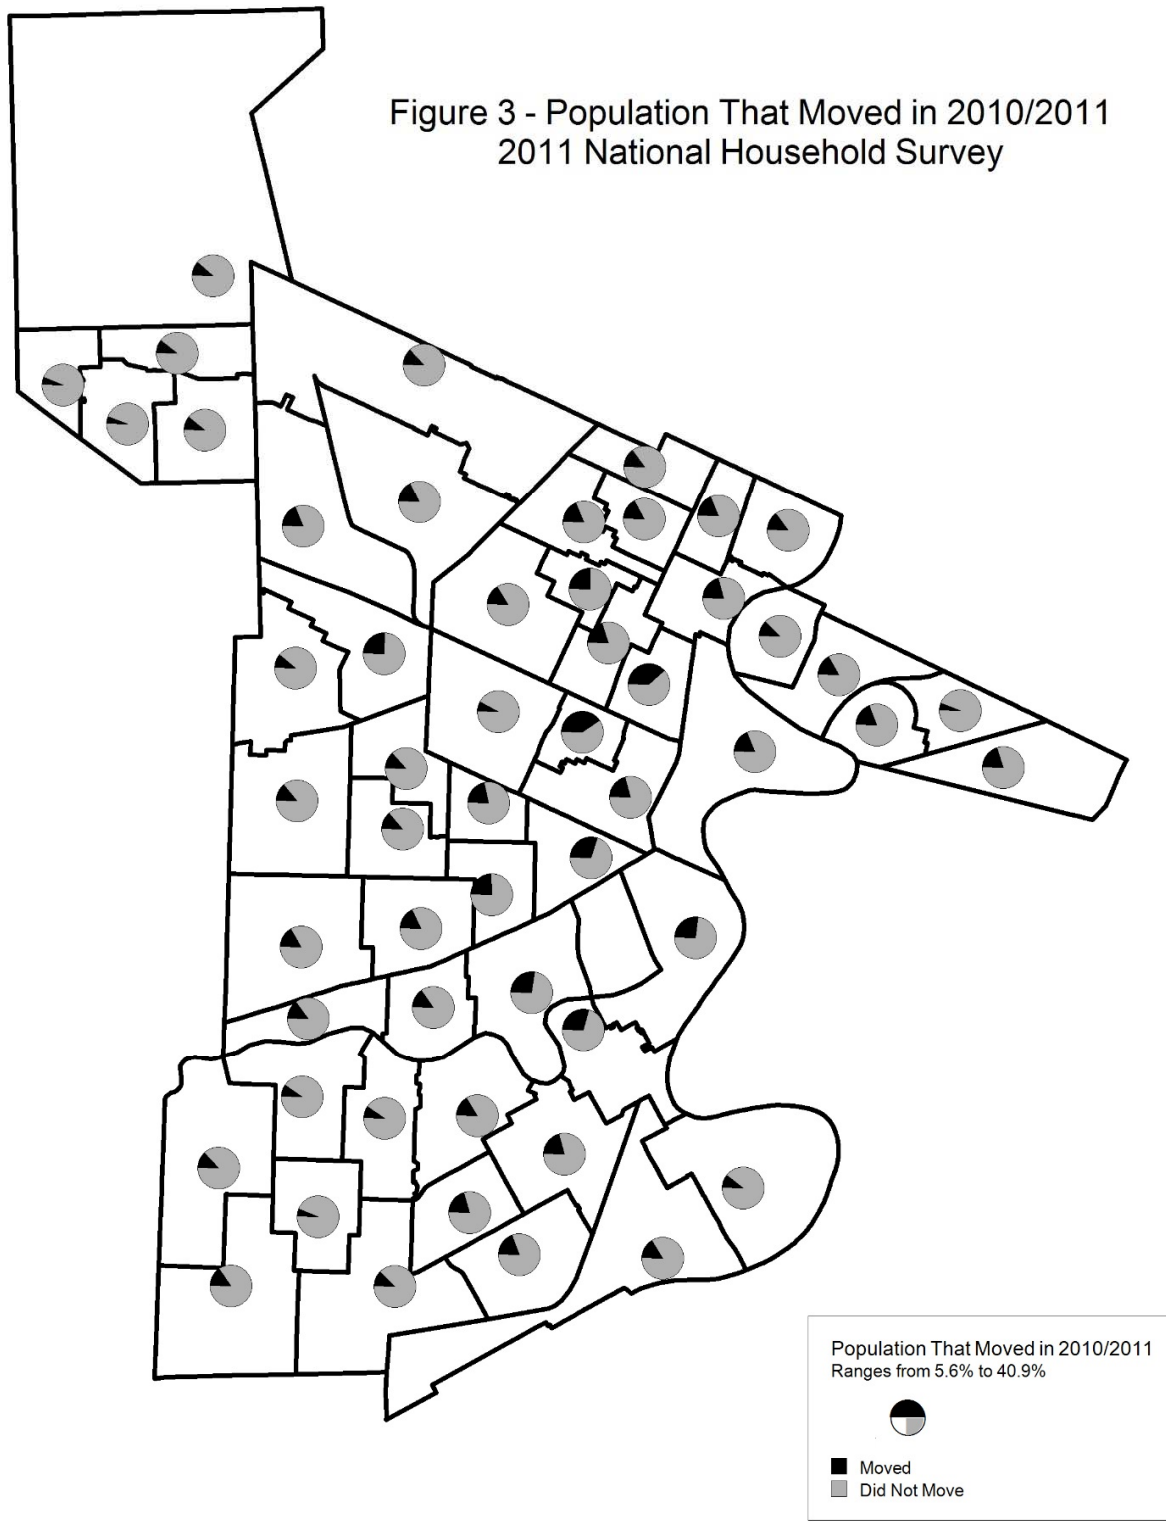 Figure 3 - Population That Moved in 2010/2011
2011 National Household Survey
Population That Moved in 2010/2011
Ranges from 5.6% to 40.9%
Moved
Did Not Move